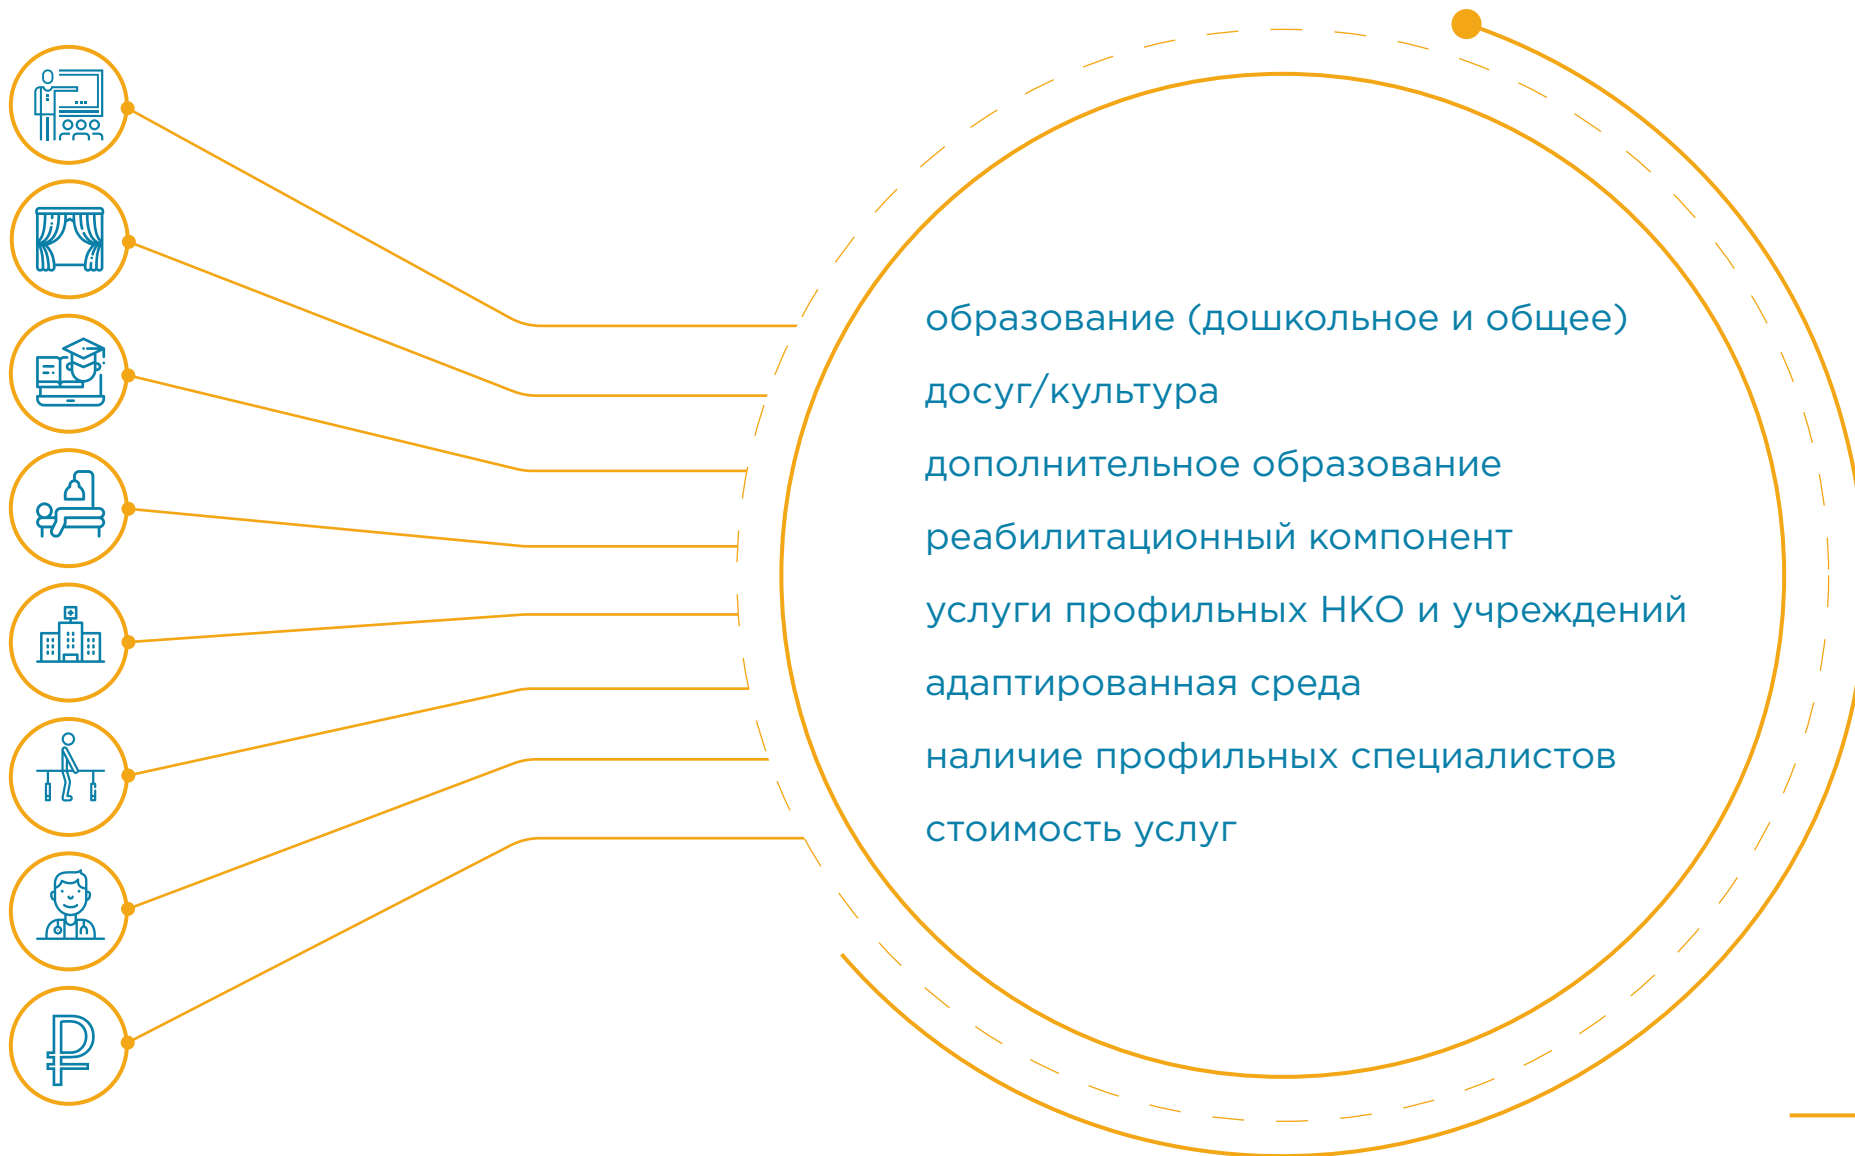 образование (дошкольное и общее)
досуг/культура
дополнительное образование
реабилитационный компонент
услуги профильных НКО и учреждений
адаптированная среда
наличие профильных специалистов
стоимость услуг